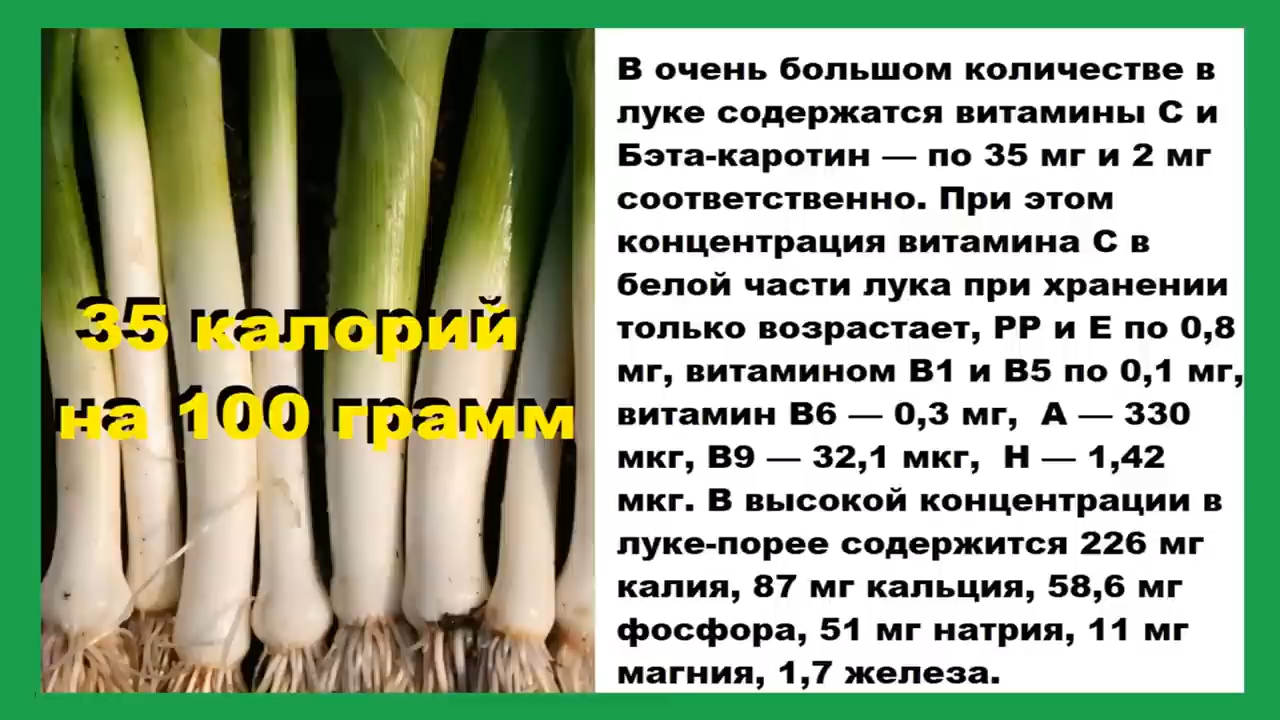 35 калорий
на 100 грамм
В очень большом количестве в
луке содержатся витамины С и
Бэта-каротин — по 35 мг и 2 мг
соответственно. При этом
концентрация витамина С в
белой части лука при хранении
только возрастает, РР и Е по 0,8
мг, витамином В1 и В5 по 0,1 мг,
витамин В6 — 0,3 мг, А — 330
мкг, В9 — 32,1 мкг, Н — 1,42
мкг. В высокой концентрации в
луке-порее содержится 226 мг
калия, 87 мг кальция, 58,6 мг
фосфора, 51 мг натрия, 11 мг
магния, 1,7 железа.